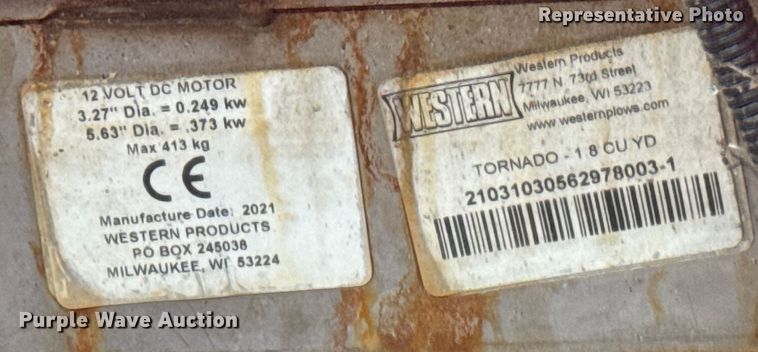 Representative Photo
12 VOLT DC MOTOR
3.27" Dia. = 0.249 kw
5.63" Dia. = .373 kw
Max 413 kg
CE
Manufacture Date: 2021
WESTERN PRODUCTS
PO BOX 245038
MILWAUKEE, WI 53224
WESTERN
Western Products
7777 N 73rd Street
Milwaukee, WI 53223
www.westernplows.com
TORNADO - 1 8 CU YD
21031030562978003-1
Purple Wave Auction